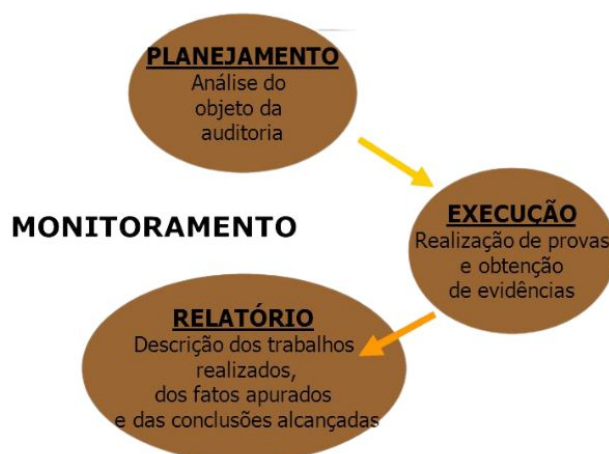 PLANEJAMENTO
Análise do
objeto da
auditoria
MONITORAMENTO
EXECUÇÃO
Realização de provas
e obtenção
de evidências
RELATÓRIO
Descrição dos trabalhos
realizados,
dos fatos apurados
e das conclusões alcançadas